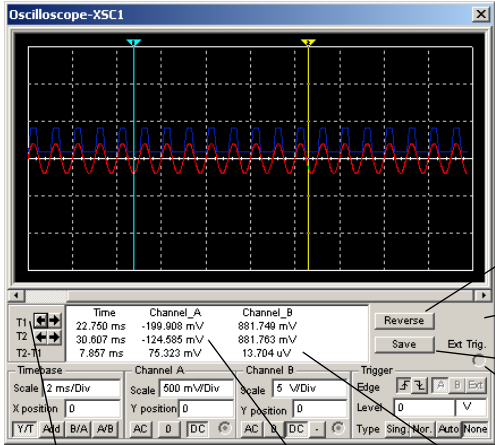 Oscilloscope-XSC1
1 2
Time Channel_A Channel_B
T1 22.750 ms -199.908 mV 881.749 mV
T2 30.607 ms -124.585 mV 881.763 mV
T2-T1 7.857 ms 75.323 mV 13.704 uV
Reverse
Save Ext Trig.
Timebase Channel A Channel B Trigger
Scale 2 ms/Div Scale 500 mV/Div Scale 5 V/Div Edge A B Ext
X position 0 Y position 0 Y position 0 Level 0 V
Y/T Add B/A A/B AC 0 DC AC 0 DC - Type Sing. Nor. Auto None